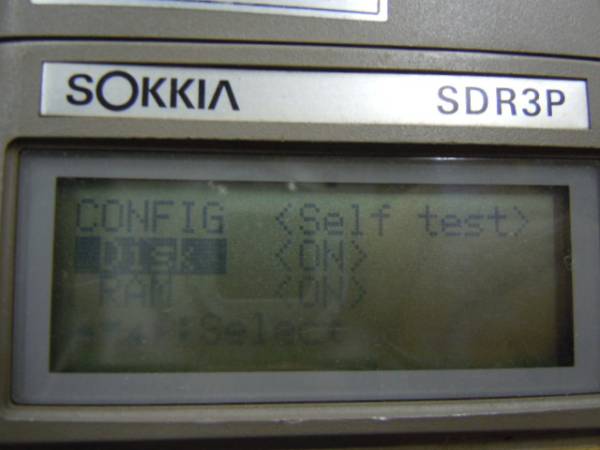 SOKKIA SDR3P
CONFIG <Self test>
Disk <ON>
RAM <ON>
:Select